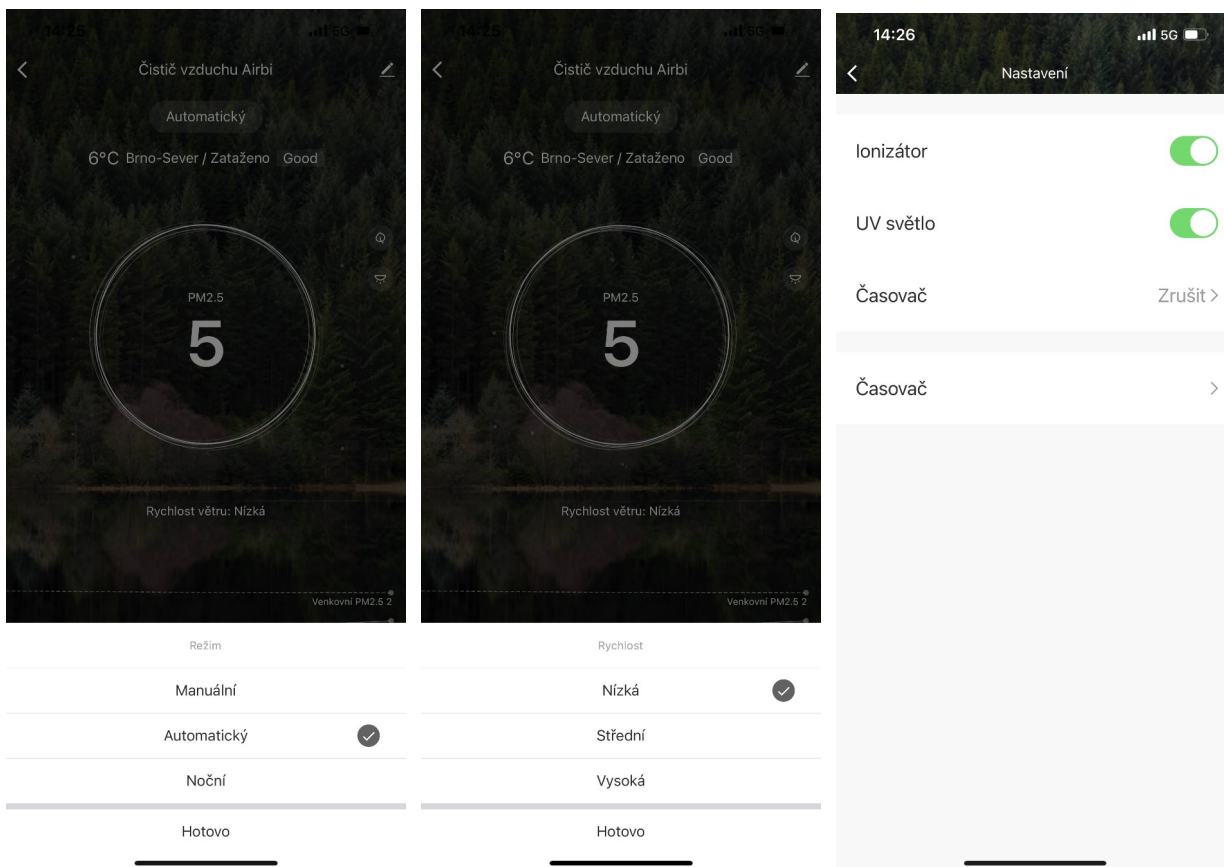 14:25
5G
Čistič vzduchu Airbi
Automatický
6°C Brno-Sever / Zataženo Good
PM2.5
5
Rychlost větru: Nízká
Venkovní PM2.5 2
Režim
Manuální
Automatický
Noční
Hotovo
14:25
5G
Čistič vzduchu Airbi
Automatický
6°C Brno-Sever / Zataženo Good
PM2.5
5
Rychlost větru: Nízká
Venkovní PM2.5 2
Rychlost
Nízká
Střední
Vysoká
Hotovo
14:26 5G
Nastavení
Ionizátor
UV světlo
Časovač Zrušit
Časovač